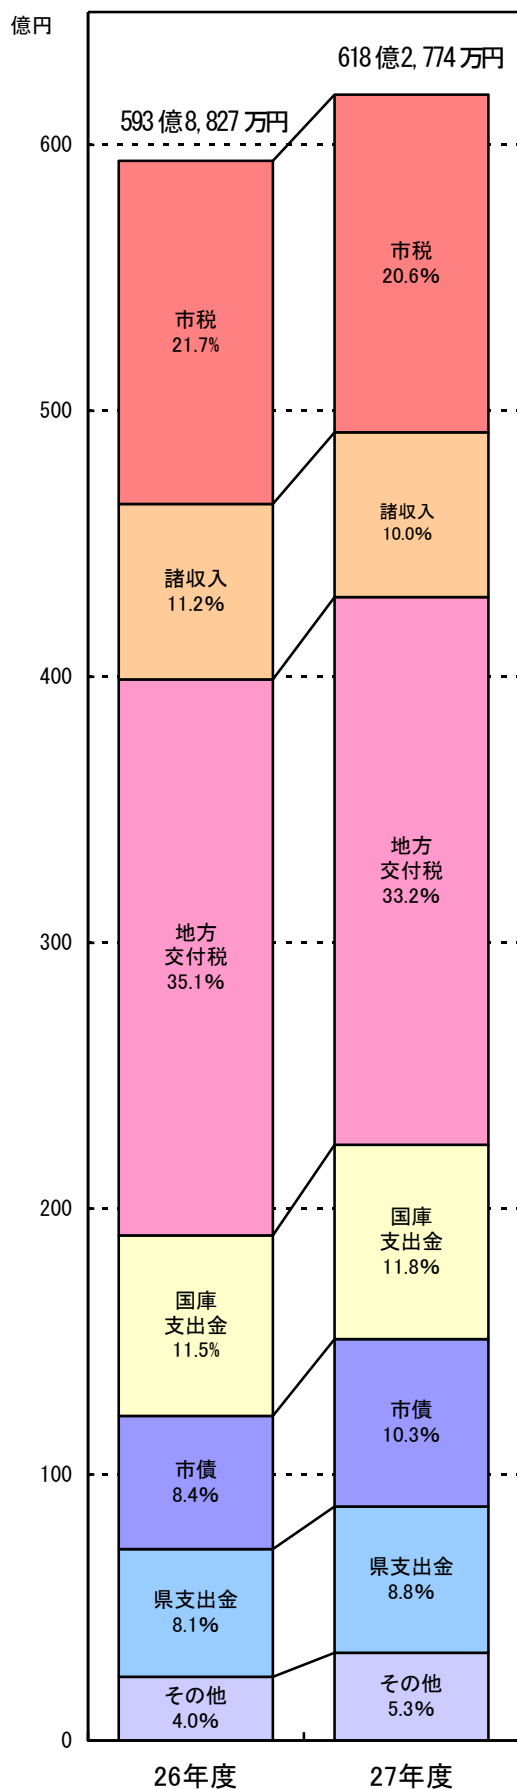 億円
618億2,774万円
593億8,827万円
600
市税
20.6%
市税
21.7%
500
諸収入
10.0%
諸収入
11.2%
400
地方
交付税
33.2%
300
地方
交付税
35.1%
200
国庫
支出金
11.8%
国庫
支出金
11.5%
市債
10.3%
100
市債
8.4%
県支出金
8.8%
県支出金
8.1%
その他
5.3%
その他
4.0%
0
26年度
27年度